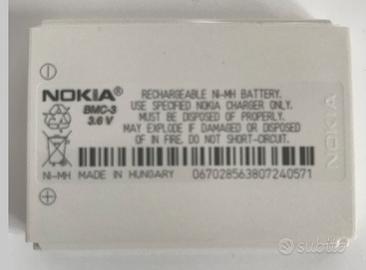 NOKIA®
BMC-3
3.6 V
RECHARGEABLE NI-MH BATTERY.
USE SPECIFIED NOKIA CHARGER ONLY.
MUST BE DISPOSED OF PROPERLY.
MAY EXPLODE IF DAMAGED OR DISPOSED
OF IN FIRE. DO NOT SHORT-CIRCUIT.
NI-MH MADE IN HUNGARY 067028563807240571
NOKIA
subito